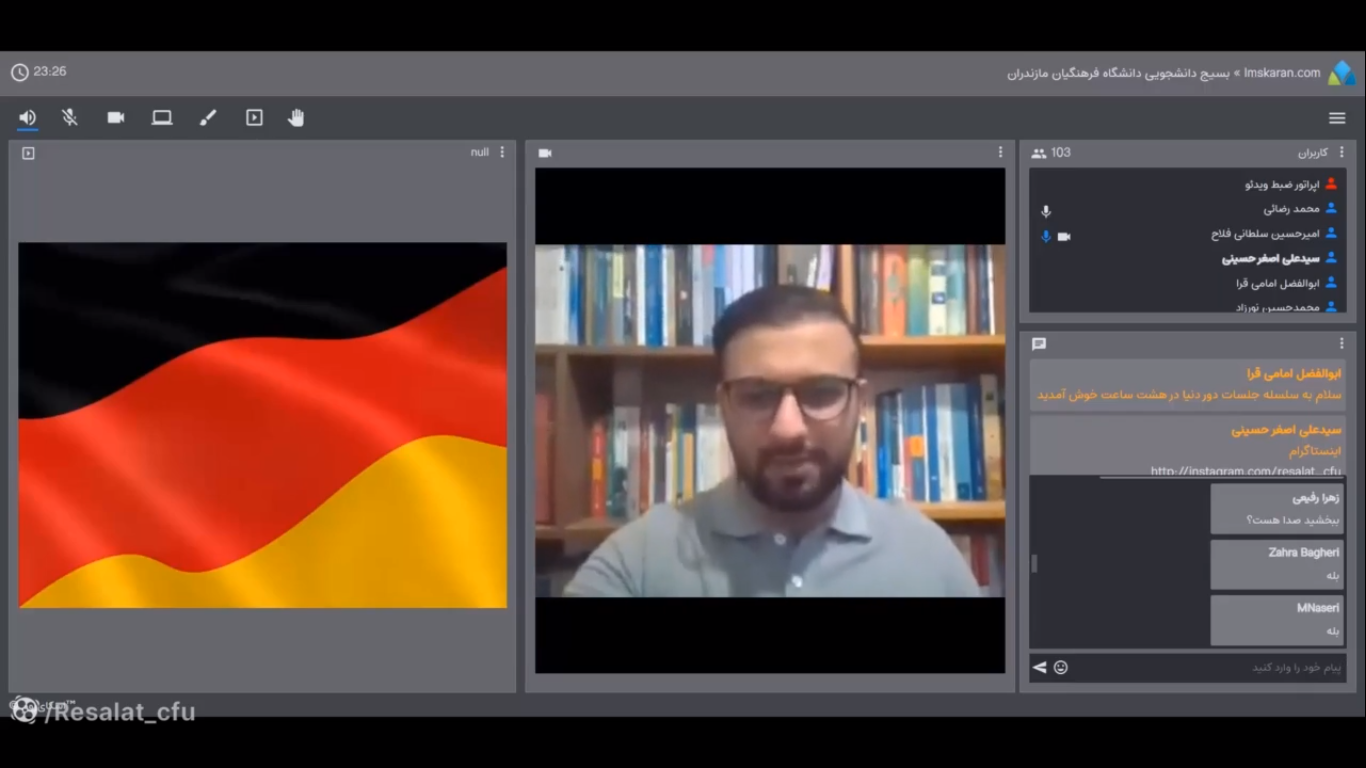 23:26
lmskaran.com » بسیج دانشجویی دانشگاه فرهنگیان مازندران
null
103
کاربران
اپراتور ضبط ویدئو
محمد رضائی
امیرحسین سلطانی فلاح
سیدعلی اصغر حسینی
ابوالفضل امامی قرا
محمدحسین نورزاد
ابوالفضل امامی قرا
سلام به سلسله جلسات دور دنیا در هشت ساعت خوش آمدید
سیدعلی اصغر حسینی
اینستاگرام
http://instagram.com/resalat_cfu
زهرا رفیعی
ببخشید صدا هست؟
Zahra Bagheri
بله
MNaseri
بله
پیام خود را وارد کنید
/Resalat_cfu